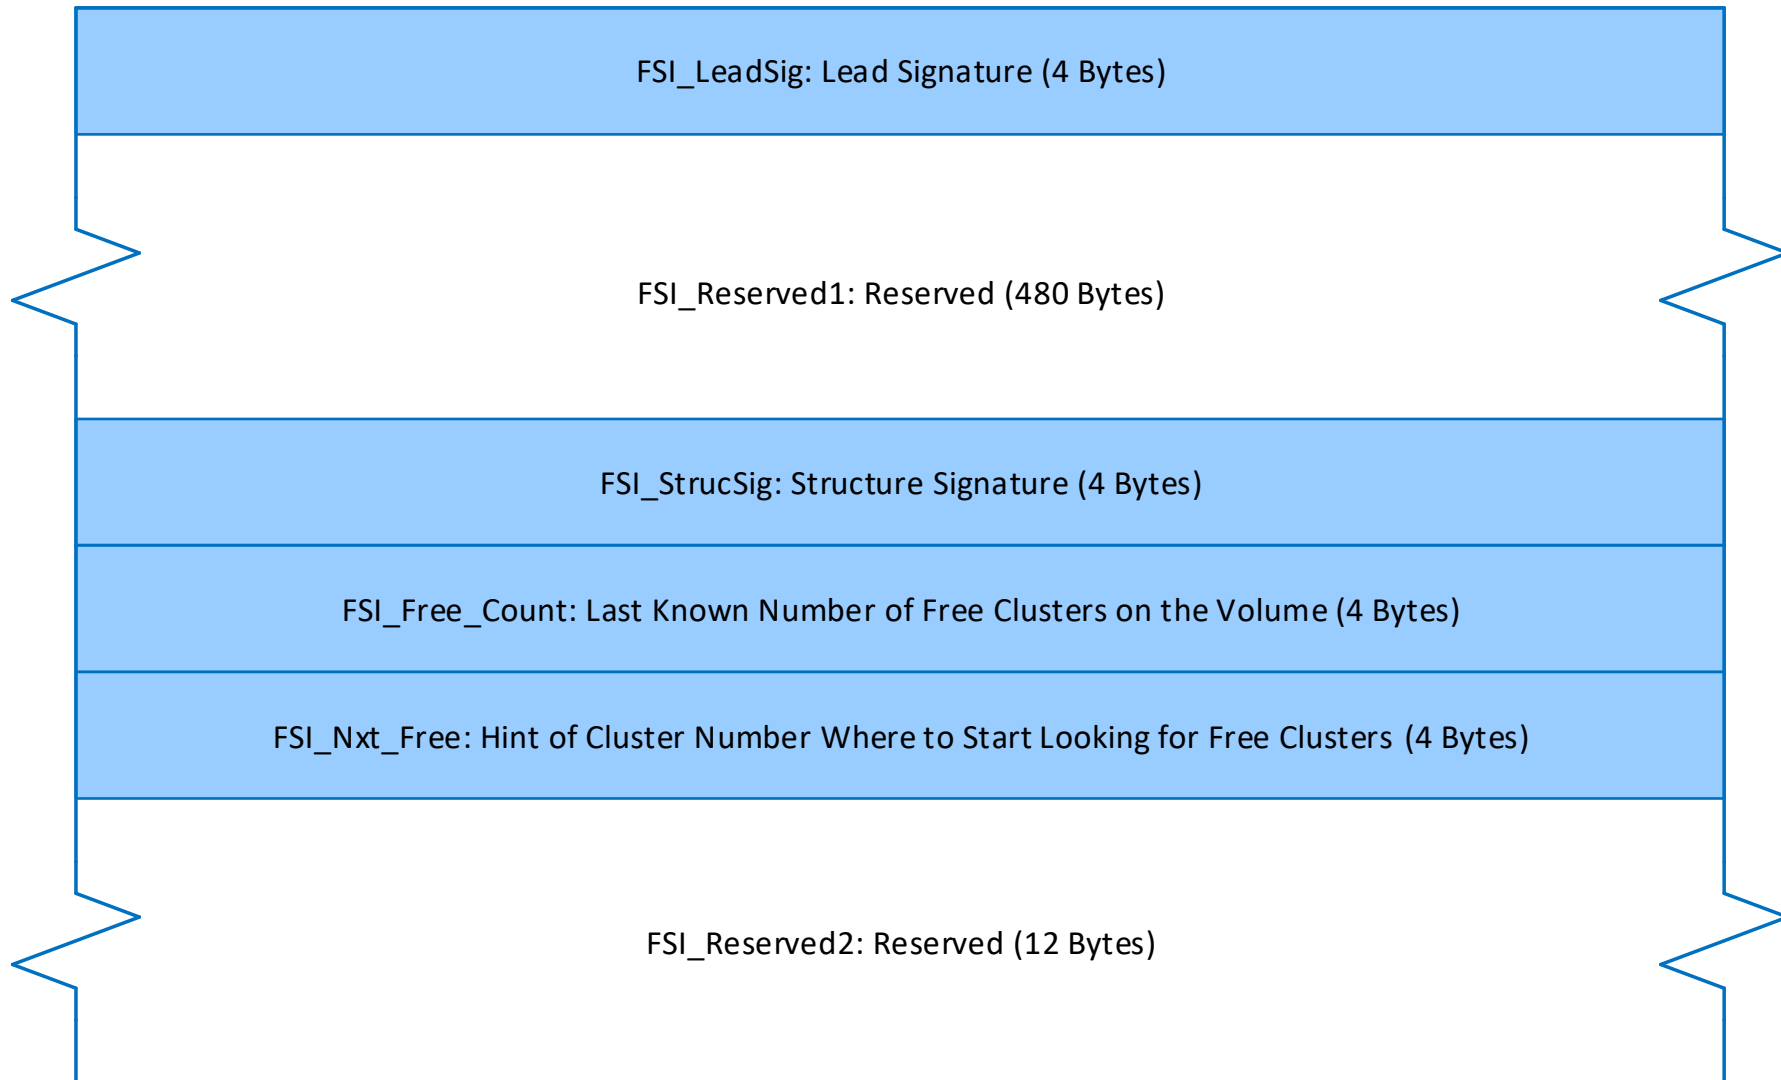 FSI_LeadSig: Lead Signature (4 Bytes)
FSI_Reserved1: Reserved (480 Bytes)
FSI_StrucSig: Structure Signature (4 Bytes)
FSI_Free_Count: Last Known Number of Free Clusters on the Volume (4 Bytes)
FSI_Nxt_Free: Hint of Cluster Number Where to Start Looking for Free Clusters (4 Bytes)
FSI_Reserved2: Reserved (12 Bytes)